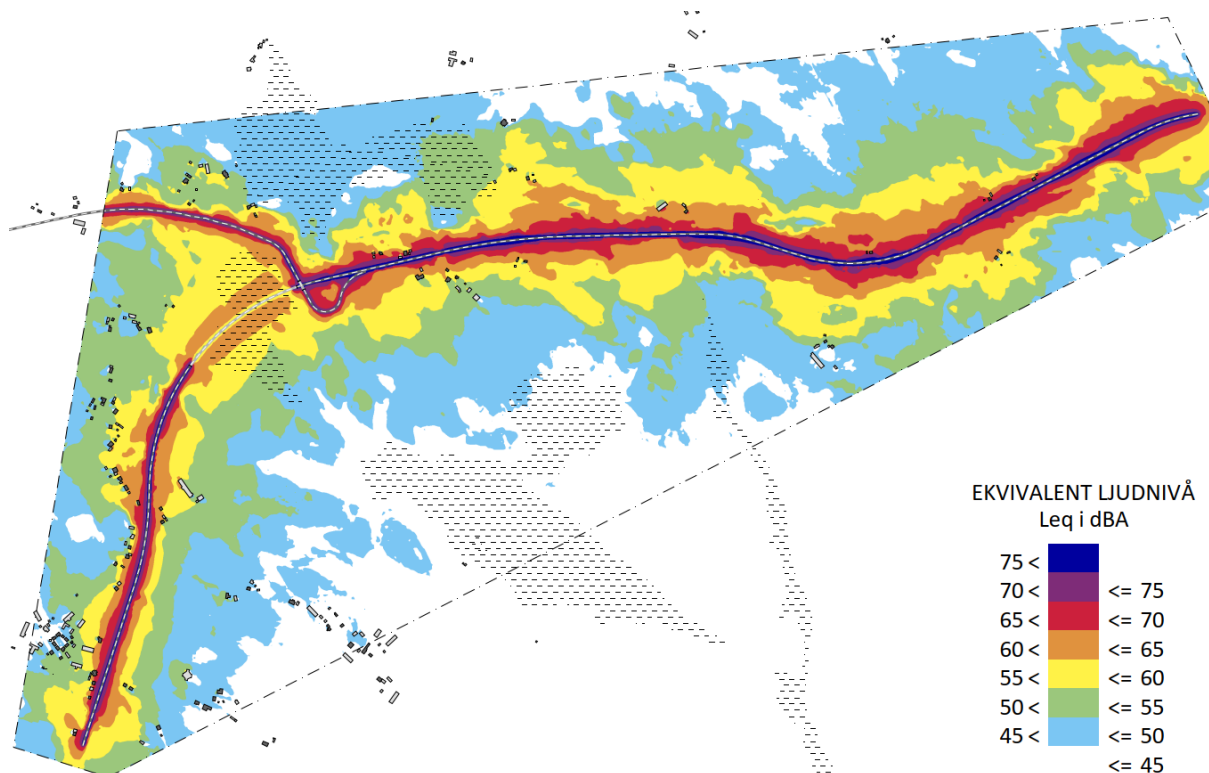 EKVIVALENT LJUDNIVÅ
Leq i dBA
75 <
70 < <= 75
65 < <= 70
60 < <= 65
55 < <= 60
50 < <= 55
45 < <= 50
<= 45